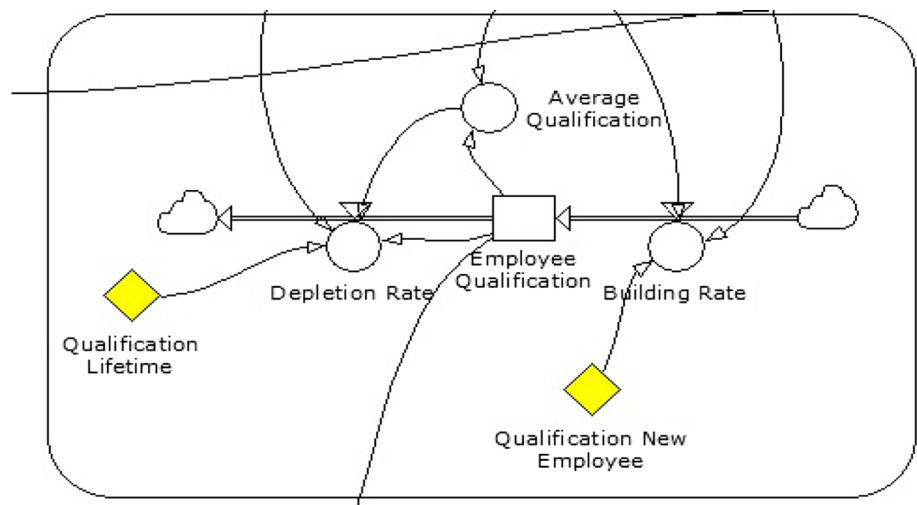 Average
Qualification
Employee
Qualification
Depletion Rate
Building Rate
Qualification
Lifetime
Qualification New
Employee